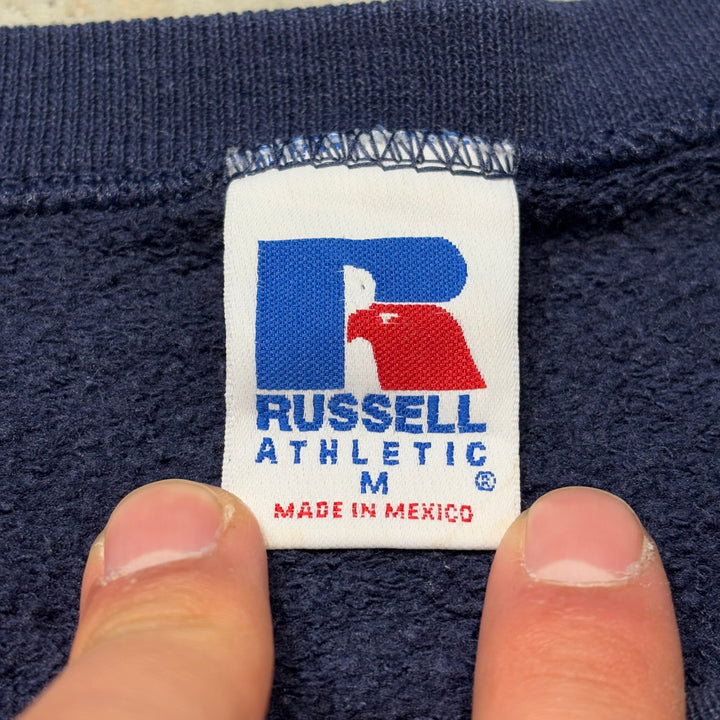 RUSSELL
ATHLETIC
M ®
MADE IN MEXICO